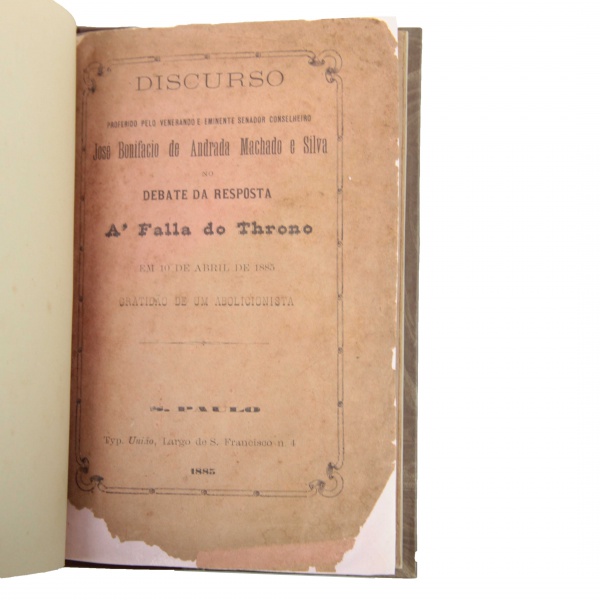 DISCURSO
PROFERIDO PELO VENERANDO E EMINENTE SENADOR CONSELHEIRO
José Bonifacio de Andrada Machado e Silva
NO
DEBATE DA RESPOSTA
A' Falla do Throno
EM 10 DE ABRIL DE 1885
GRATIDÃO DE UM ABOLICIONISTA
S. PAULO
Typ. União, Largo de S. Francisco n 4
1885